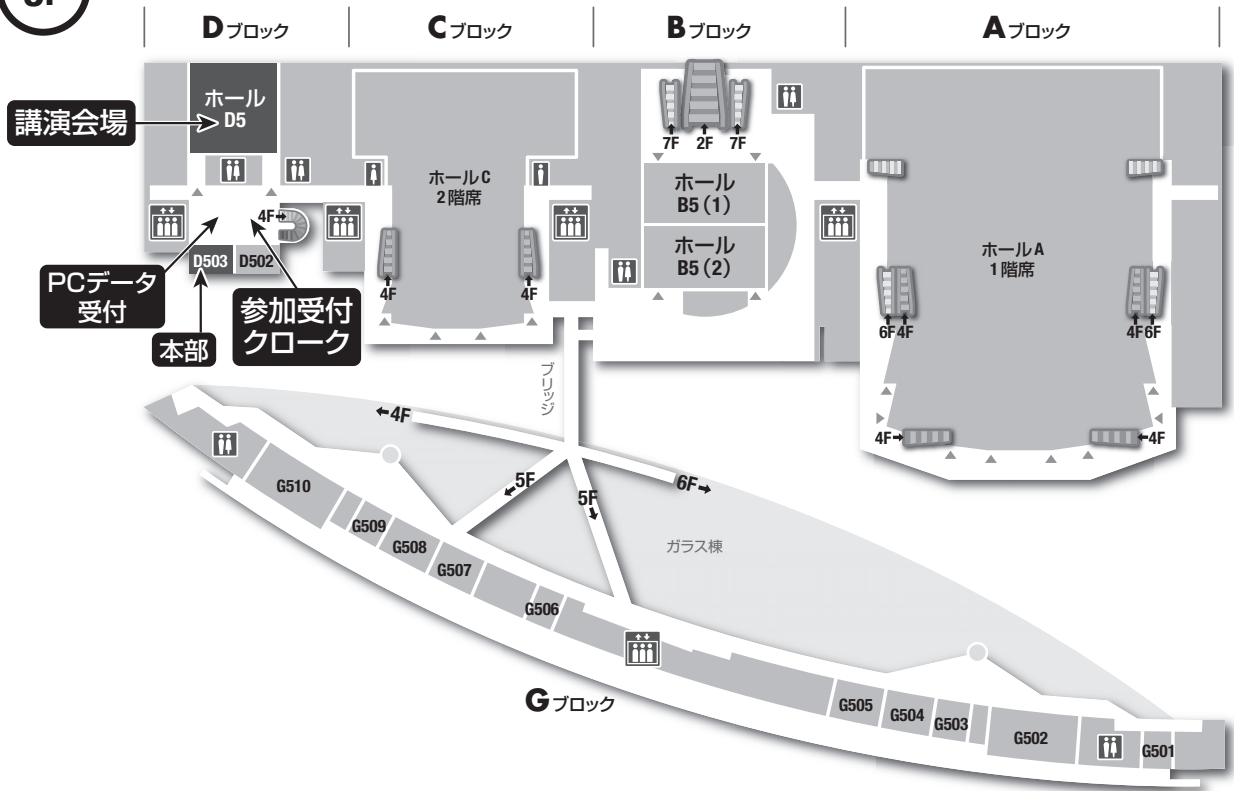 5F
Dブロック
Cブロック
Bブロック
Aブロック
講演会場
ホール
D5
7F
2F
7F
ホールC
2階席
ホール
B5（1）
ホール
B5（2）
ホールA
1階席
4F
D503
D502
PCデータ
受付
本部
参加受付
クローク
4F
4F
6F
4F
4F
6F
4F
4F
ブリッジ
4F
5F
5F
6F
ガラス棟
G510
G509
G508
G507
G506
Gブロック
G505
G504
G503
G502
G501